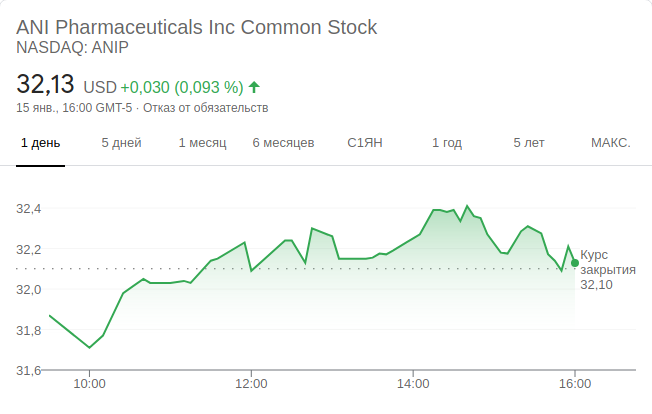 ANI Pharmaceuticals Inc Common Stock
NASDAQ: ANIP
32,13 USD +0,030 (0,093 %)
15 янв., 16:00 GMT-5 · Отказ от обязательств
1 день 5 дней 1 месяц 6 месяцев С1ЯН 1 год 5 лет МАКС.
32,4
32,2
Курс
закрытия
32,10
32,0
31,8
31,6
10:00 12:00 14:00 16:00